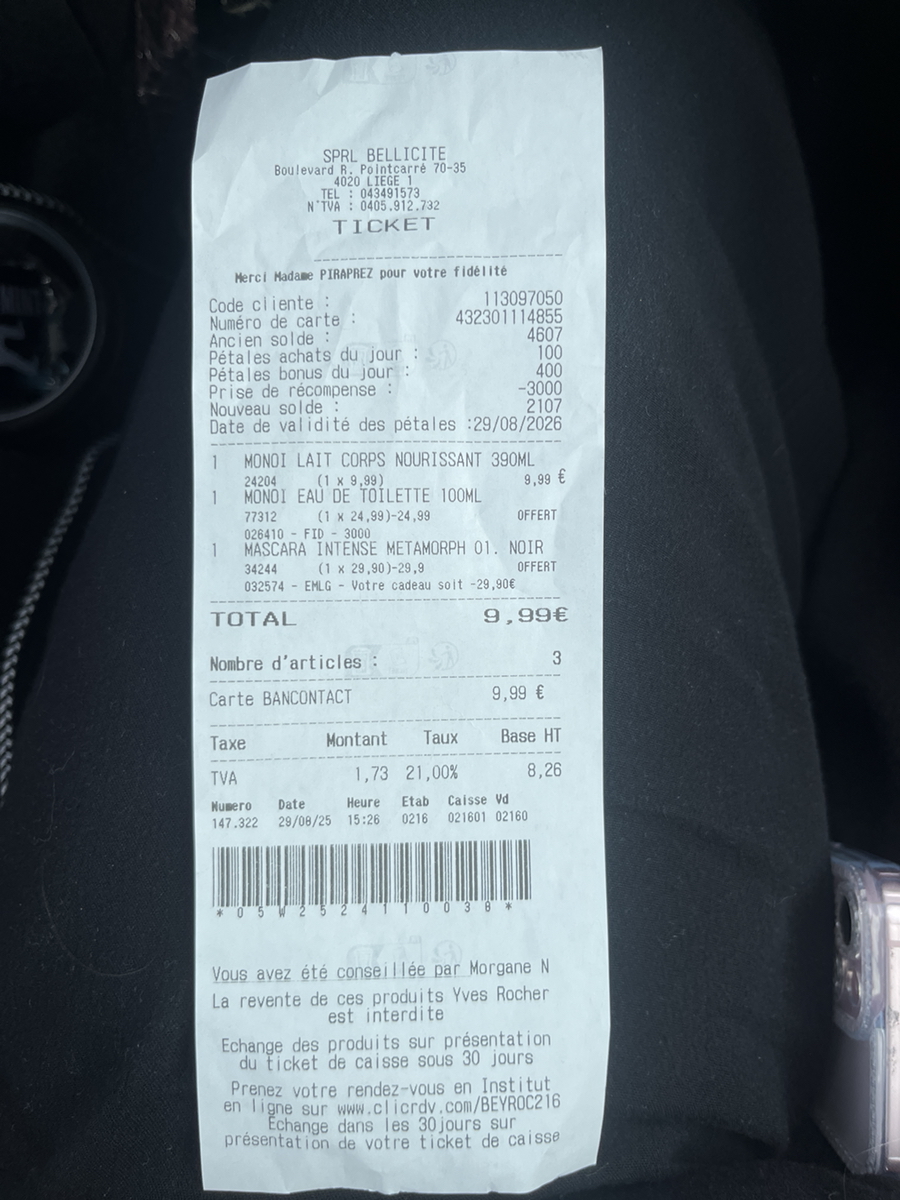 SPRL BELLICITE
Boulevard R. Pointcarré 70-35
4020 LIEGE 1
TEL : 043491573
N°TVA : 0405.912.732
TICKET
Merci Madame PIRAPREZ pour votre fidélité
Code cliente : 113097050
Numéro de carte : 432301114855
Ancien solde : 4607
Pétales achats du jour : 100
Pétales bonus du jour : 400
Prise de récompense : -3000
Nouveau solde : 2107
Date de validité des pétales :29/08/2026
1 MONOI LAIT CORPS NOURISSANT 390ML
24204 (1 x 9,99) 9,99 €
1 MONOI EAU DE TOILETTE 100ML
77312 (1 x 24,99)-24,99 OFFERT
026410 - FID - 3000
1 MASCARA INTENSE METAMORPH 01. NOIR
34244 (1 x 29,90)-29,9 OFFERT
032574 - EMLG - Votre cadeau soit -29,90€
TOTAL 9,99€
Nombre d'articles : 3
Carte BANCONTACT 9,99 €
Taxe Montant Taux Base HT
TVA 1,73 21,00% 8,26
Numero Date Heure Etab Caisse Vd
147.322 29/08/25 15:26 0216 021601 02160
*05W2524110038*
Vous avez été conseillée par Morgane N
La revente de ces produits Yves Rocher
est interdite
Echange des produits sur présentation
du ticket de caisse sous 30 jours
Prenez votre rendez-vous en Institut
en ligne sur www.clicrdv.com/BEYROC216
Echange dans les 30jours sur
présentation de votre ticket de caisse